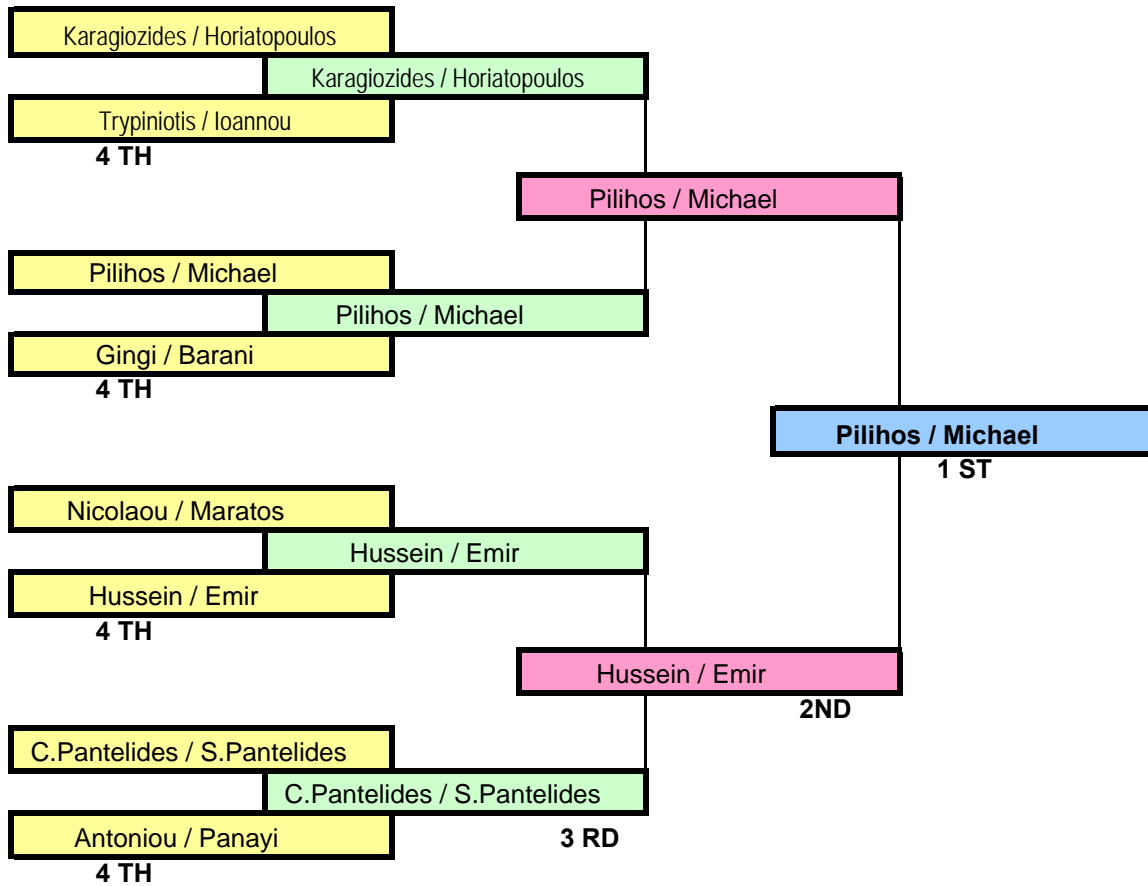 Karagiozides / Horiatopoulos
Karagiozides / Horiatopoulos
Trypiniotis / Ioannou
4 TH
Pilihos / Michael
Pilihos / Michael
Pilihos / Michael
Gingi / Barani
4 TH
Pilihos / Michael
1 ST
Nicolaou / Maratos
Hussein / Emir
Hussein / Emir
4 TH
Hussein / Emir
2ND
C.Pantelides / S.Pantelides
C.Pantelides / S.Pantelides
Antoniou / Panayi
3 RD
4 TH